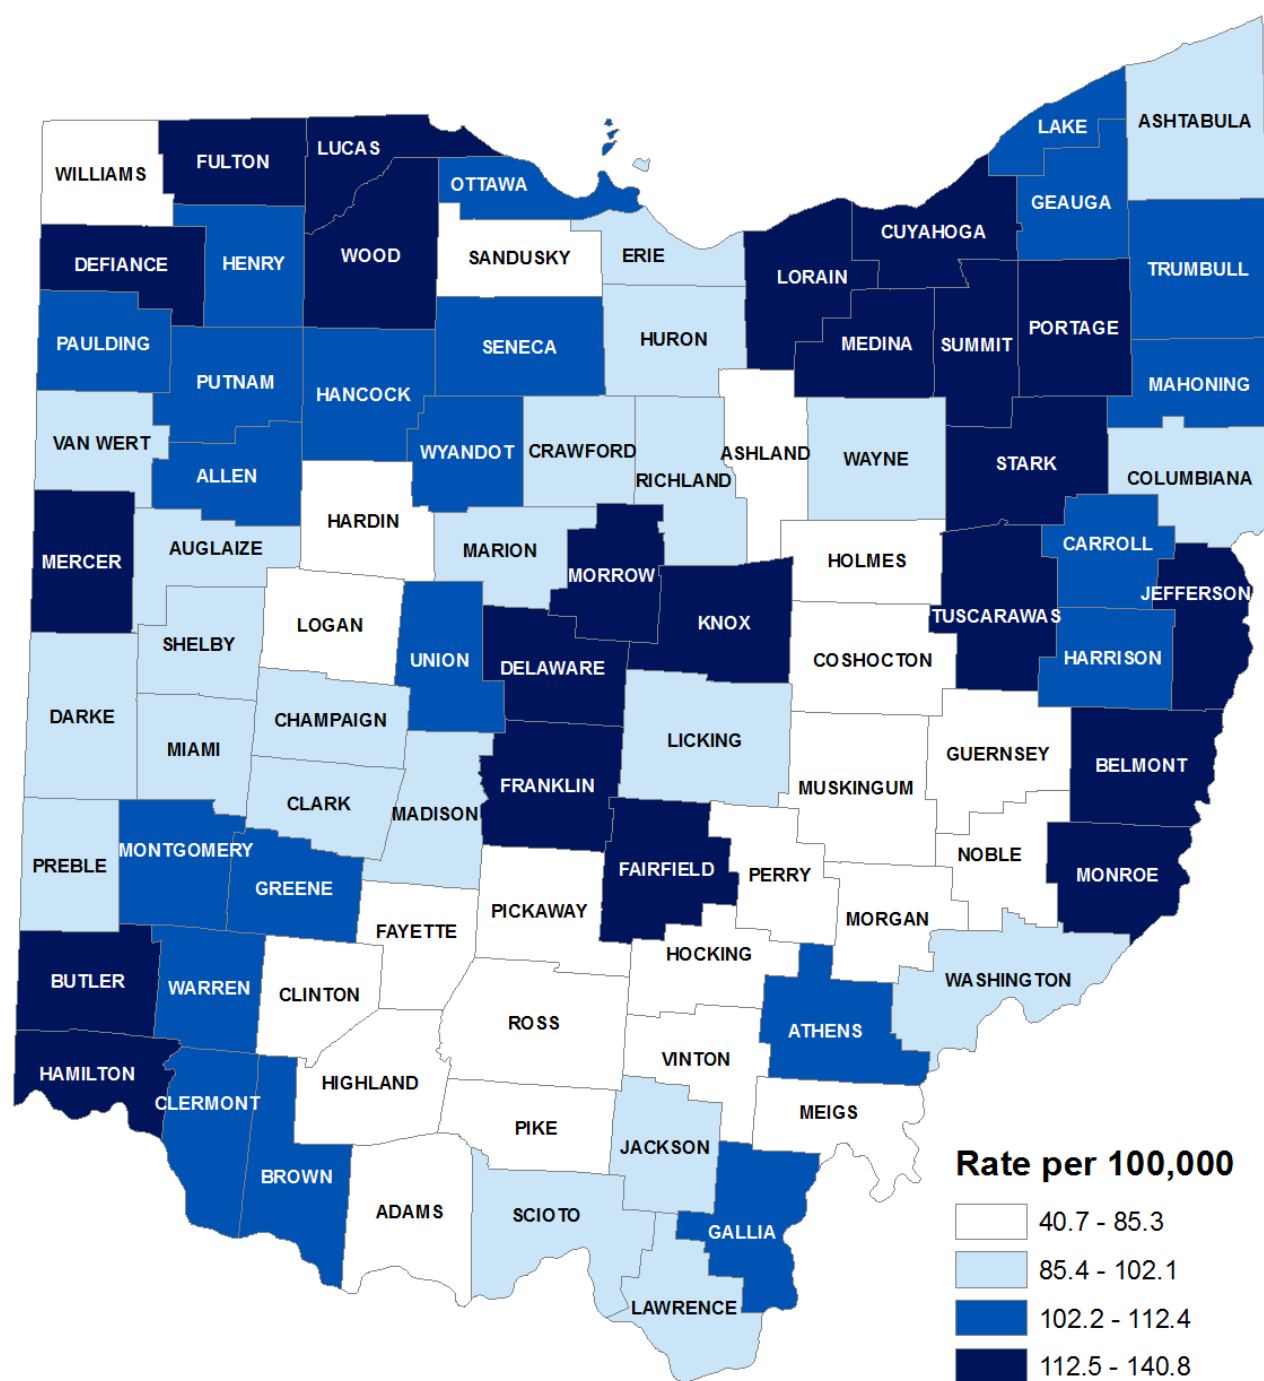 LAKE
ASHTABULA
LUCAS
FULTON
WILLIAMS
OTTAWA
GEAUGA
CUYAHOGA
WOOD
SANDUSKY
ERIE
DEFIANCE
HENRY
LORAIN
TRUMBULL
PORTAGE
HURON
MEDINA
SUMMIT
PAULDING
SENECA
PUTNAM
MAHONING
HANCOCK
VAN WERT
WYANDOT
CRAWFORD
ASHLAND
WAYNE
STARK
ALLEN
RICHLAND
COLUMBIANA
HARDIN
CARROLL
AUGLAIZE
MARION
MERCER
HOLMES
MORROW
JEFFERSON
LOGAN
KNOX
TUSCARAWAS
SHELBY
UNION
DELAWARE
COSHOCTON
HARRISON
DARKE
CHAMPAIGN
LICKING
MIAMI
GUERNSEY
BELMONT
FRANKLIN
MUSKINGUM
CLARK
MADISON
MONTGOMERY
NOBLE
PREBLE
FAIRFIELD
PERRY
MONROE
GREENE
PICKAWAY
MORGAN
FAYETTE
HOCKING
BUTLER
WARREN
CLINTON
WASHINGTON
ROSS
ATHENS
VINTON
HAMILTON
HIGHLAND
CLERMONT
MEIGS
PIKE
JACKSON
BROWN
ADAMS
SCIOTO
GALLIA
LAWRENCE
Rate per 100,000
40.7 - 85.3
85.4 - 102.1
102.2 - 112.4
112.5 - 140.8